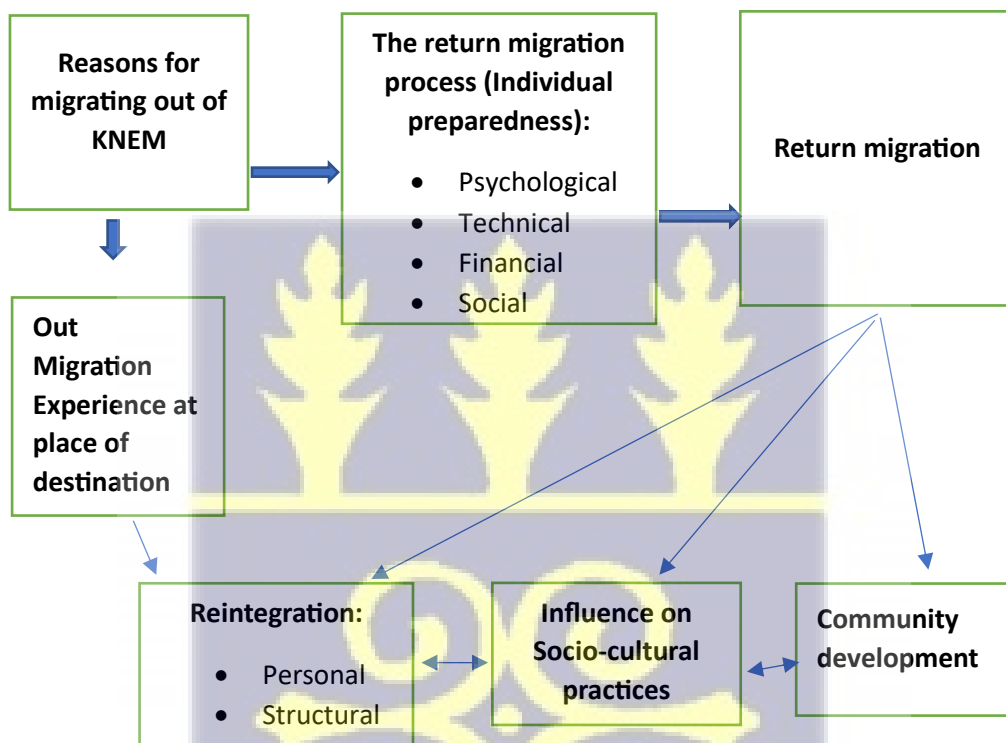 Reasons for
migrating out of
KNEM
The return migration
process (Individual
preparedness):
• Psychological
• Technical
• Financial
• Social
Return migration
Out
Migration
Experience at
place of
destination
Reintegration:
• Personal
• Structural
Influence on
Socio-cultural
practices
Community
development